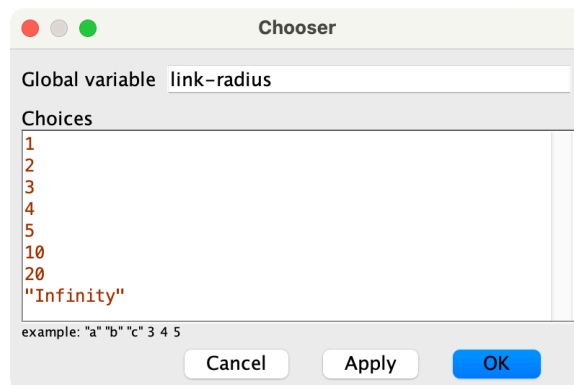 Chooser
Global variable link-radius
Choices
1
2
3
4
5
10
20
"Infinity"
example: "a" "b" "c" 3 4 5
Cancel Apply OK